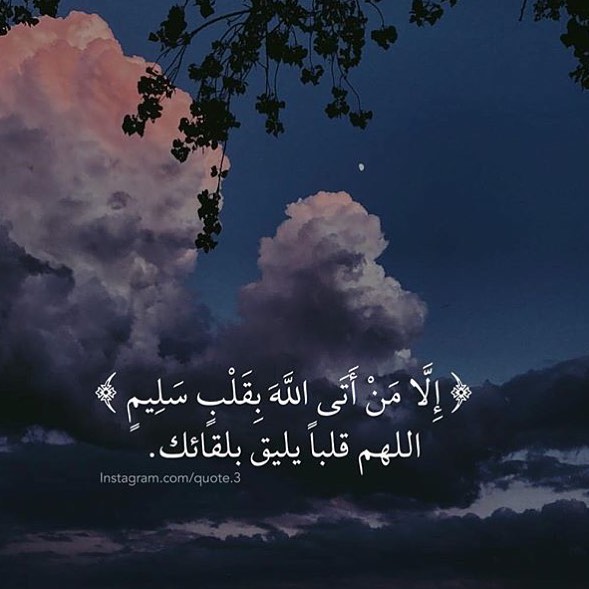 ﴿ إِلَّا مَنْ أَتَى اللَّهَ بِقَلْبٍ سَلِيمٍ ﴾
اللهم قلباً يليق بلقائك.
Instagram.com/quote.3